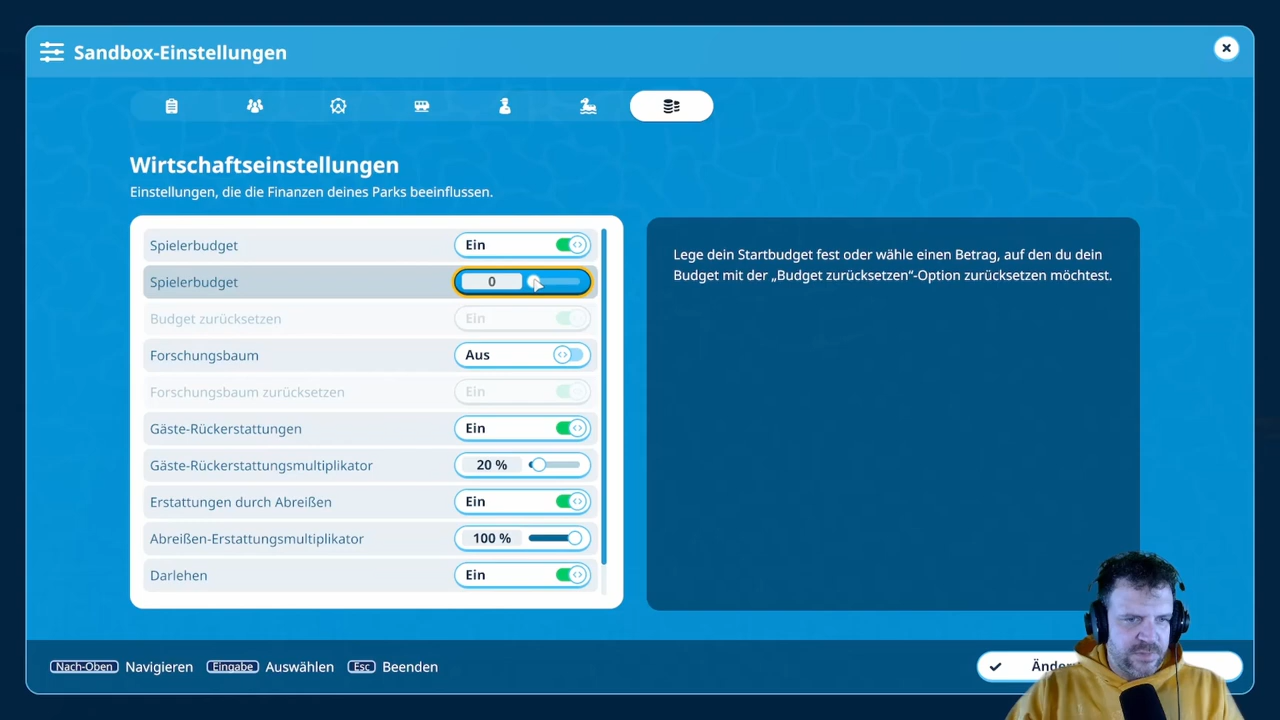 Sandbox-Einstellungen
Wirtschaftseinstellungen
Einstellungen, die die Finanzen deines Parks beeinflussen.
Spielerbudget Ein
Spielerbudget 0
Budget zurücksetzen Ein
Forschungsbaum Aus
Forschungsbaum zurücksetzen Ein
Gäste-Rückerstattungen Ein
Gäste-Rückerstattungsmultiplikator 20 %
Erstattungen durch Abreißen Ein
Abreißen-Erstattungsmultiplikator 100 %
Darlehen Ein
Lege dein Startbudget fest oder wähle einen Betrag, auf den du dein
Budget mit der „Budget zurücksetzen“-Option zurücksetzen möchtest.
Nach-Oben Navigieren Eingabe Auswählen Esc Beenden